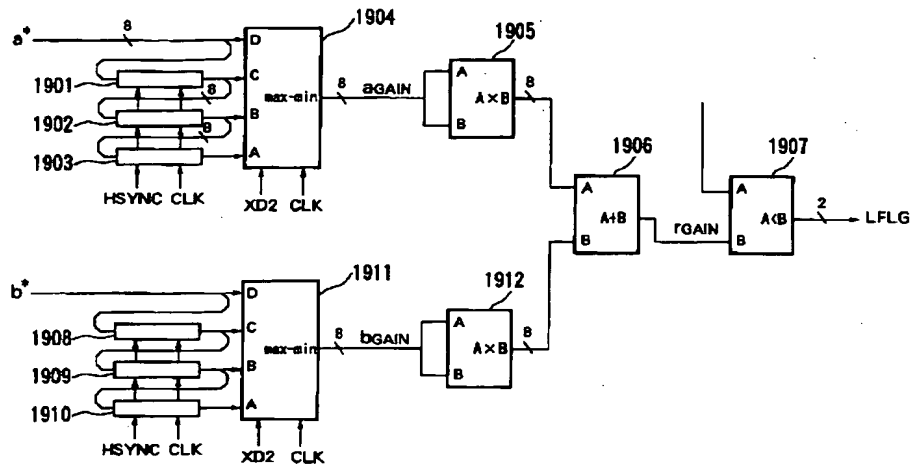 a*
8
1901
1902
1903
8
8
HSYNC CLK
D
C
B
A
max-min
1904
XD2 CLK
8
aGAIN
1905
A
B
A×B
8
1906
A
B
A+B
rGAIN
1907
A
B
A<B
2
LFLG
b*
1908
1909
1910
HSYNC CLK
D
C
B
A
max-min
1911
XD2 CLK
8
bGAIN
1912
A
B
A×B
8